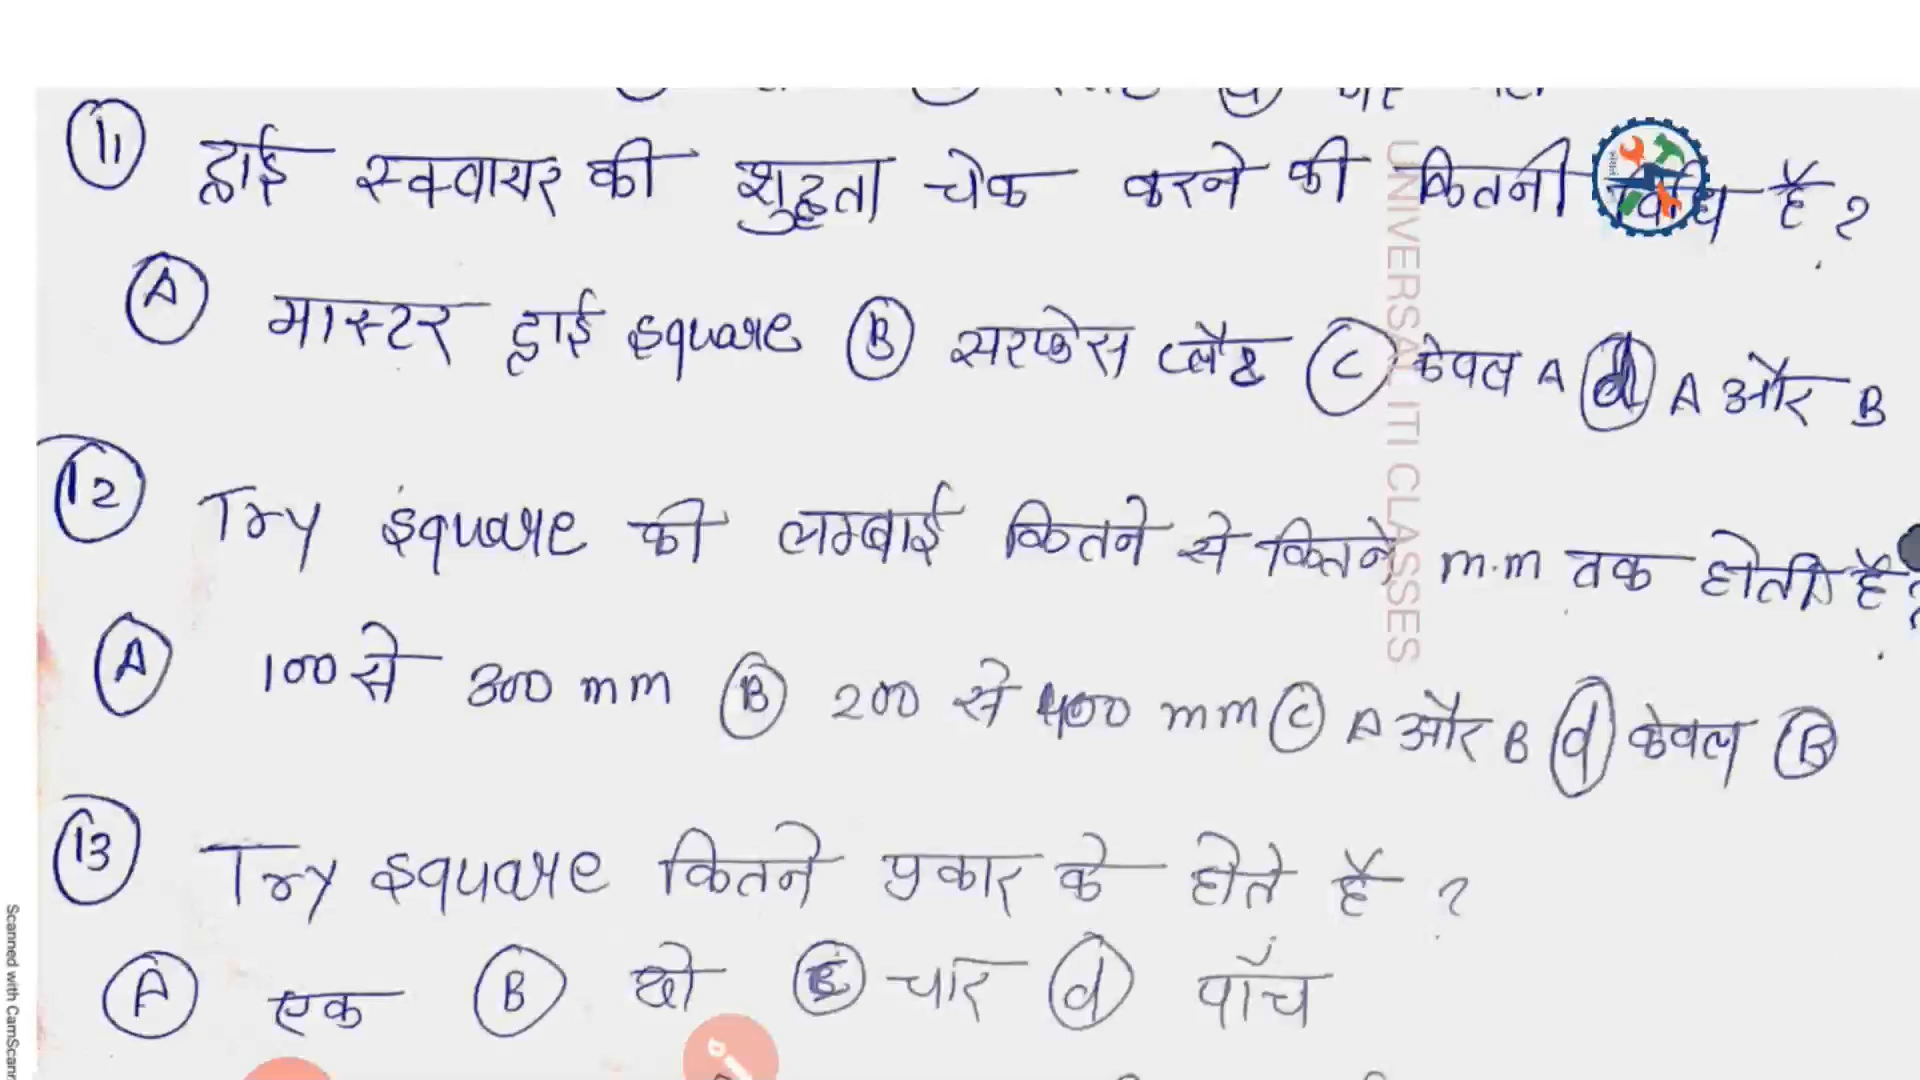 11 ट्राई स्क्वायर की शुद्धता चेक करने की कितनी विधि है ?
A मास्टर ट्राई square B सरफेस प्लैट C केवल A d A और B
12 Try square की लम्बाई कितने से कितने m.m तक होती है ?
A 100 से 300 mm B 200 से 400 mm C A और B d केवल B
13 Try square कितने प्रकार के होते है ?
A एक B दो C चार d पाँच
UNIVERSAL ITI CLASSES
Scanned with CamScann